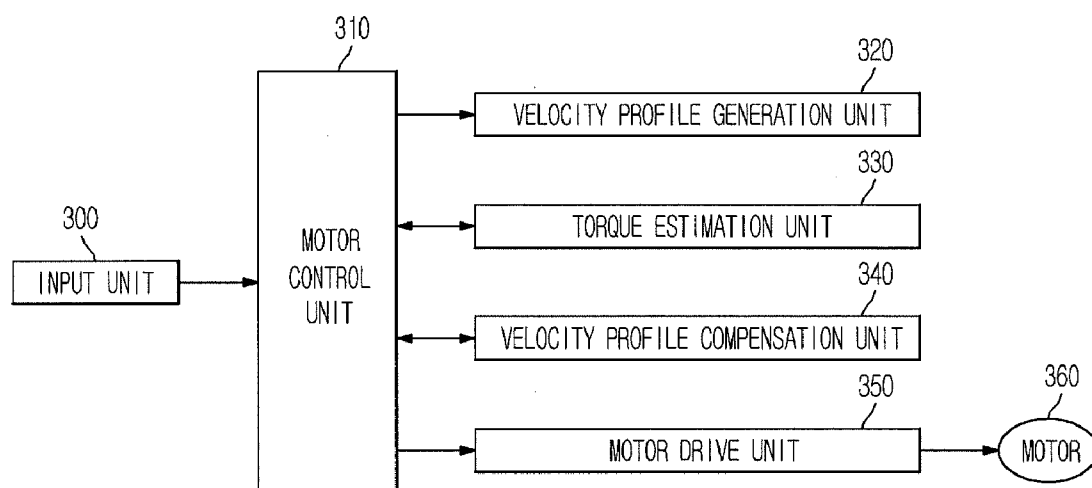 310
320
VELOCITY PROFILE GENERATION UNIT
330
TORQUE ESTIMATION UNIT
300
INPUT UNIT
MOTOR
CONTROL
UNIT
340
VELOCITY PROFILE COMPENSATION UNIT
350
MOTOR DRIVE UNIT
360
MOTOR